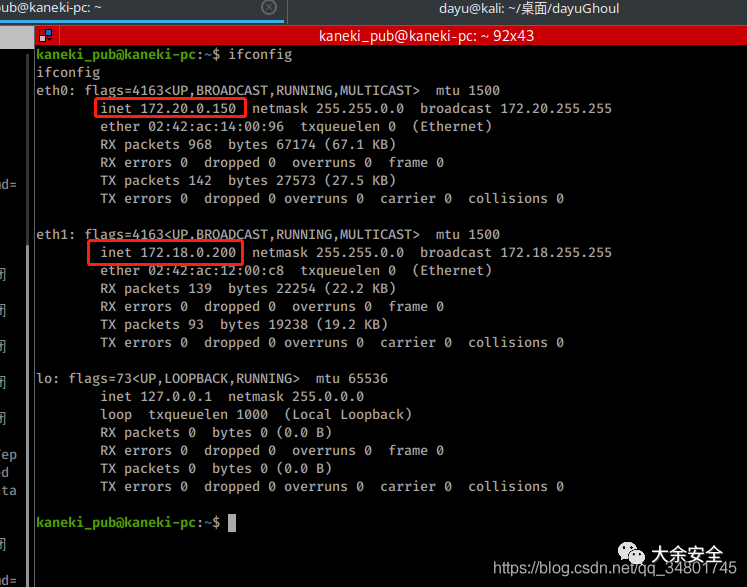 pub@kaneki-pc: ~
dayu@kali: ~/桌面/dayuGhoul
kaneki_pub@kaneki-pc: ~ 92x43
kaneki_pub@kaneki-pc:~$ ifconfig
ifconfig
eth0: flags=4163<UP,BROADCAST,RUNNING,MULTICAST>  mtu 1500
inet 172.20.0.150  netmask 255.255.0.0  broadcast 172.20.255.255
ether 02:42:ac:14:00:96  txqueuelen 0  (Ethernet)
RX packets 968  bytes 67174 (67.1 KB)
RX errors 0  dropped 0  overruns 0  frame 0
TX packets 142  bytes 27573 (27.5 KB)
TX errors 0  dropped 0 overruns 0  carrier 0  collisions 0
eth1: flags=4163<UP,BROADCAST,RUNNING,MULTICAST>  mtu 1500
inet 172.18.0.200  netmask 255.255.0.0  broadcast 172.18.255.255
ether 02:42:ac:12:00:c8  txqueuelen 0  (Ethernet)
RX packets 139  bytes 22254 (22.2 KB)
RX errors 0  dropped 0  overruns 0  frame 0
TX packets 93  bytes 19238 (19.2 KB)
TX errors 0  dropped 0 overruns 0  carrier 0  collisions 0
lo: flags=73<UP,LOOPBACK,RUNNING>  mtu 65536
inet 127.0.0.1  netmask 255.0.0.0
loop  txqueuelen 1000  (Local Loopback)
RX packets 0  bytes 0 (0.0 B)
RX errors 0  dropped 0  overruns 0  frame 0
TX packets 0  bytes 0 (0.0 B)
TX errors 0  dropped 0 overruns 0  carrier 0  collisions 0
kaneki_pub@kaneki-pc:~$
大余安全
https://blog.csdn.net/qq_34801745